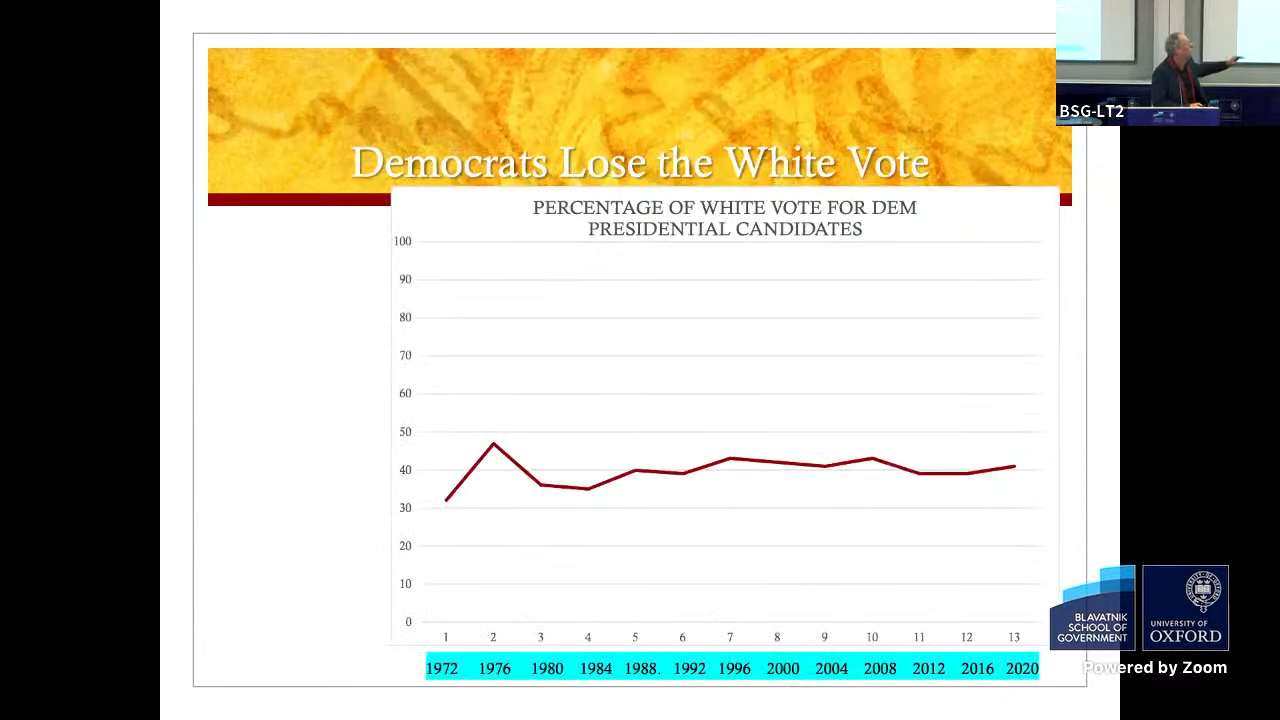 BSG-LT2
Democrats Lose the White Vote
PERCENTAGE OF WHITE VOTE FOR DEM
PRESIDENTIAL CANDIDATES
100
90
80
70
60
50
40
30
20
10
0
1 2 3 4 5 6 7 8 9 10 11 12 13
1972 1976 1980 1984 1988. 1992 1996 2000 2004 2008 2012 2016 2020
BLAVATNIK
SCHOOL OF
GOVERNMENT
UNIVERSITY OF
OXFORD
Powered by Zoom